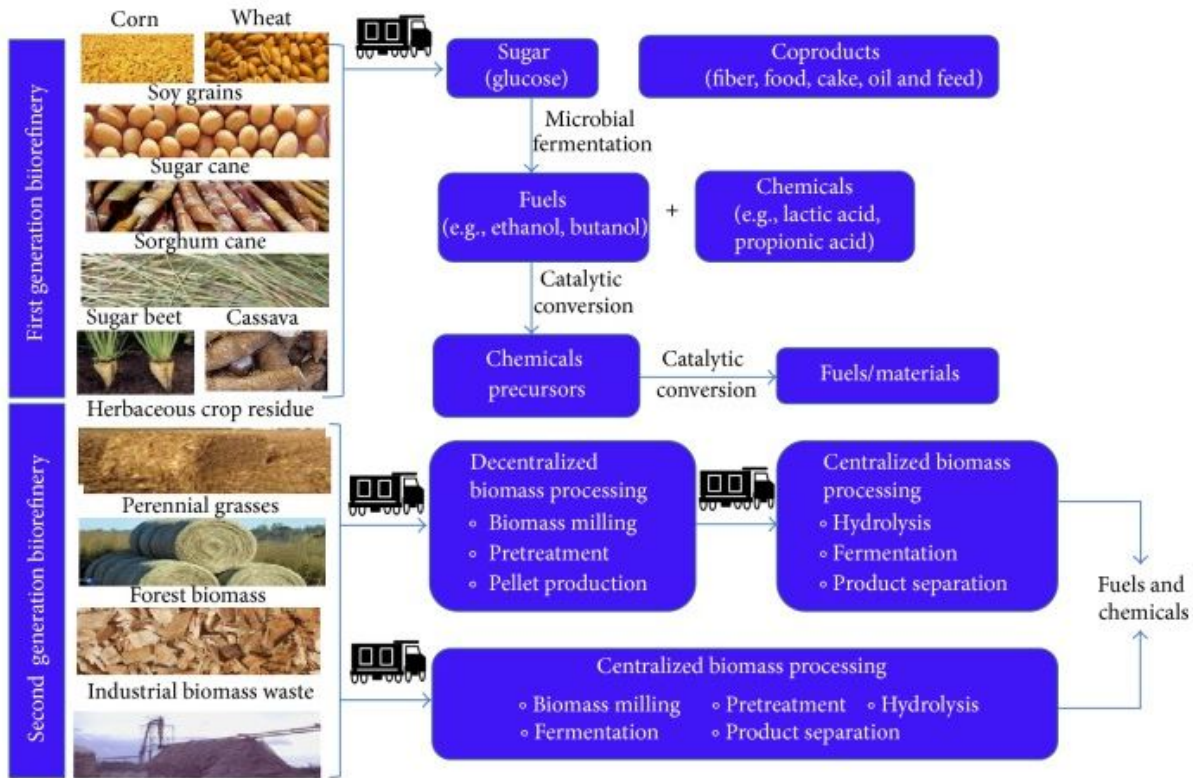 Corn
Wheat
Soy grains
Sugar cane
Sorghum cane
Sugar beet
Cassava
First generation biiorefinery
Sugar
(glucose)
Coproducts
(fiber, food, cake, oil and feed)
Microbial
fermentation
Fuels
(e.g., ethanol, butanol)
+
Chemicals
(e.g., lactic acid,
propionic acid)
Catalytic
conversion
Chemicals
precursors
Catalytic
conversion
Fuels/materials
Second generation biiorefinery
Herbaceous crop residue
Perennial grasses
Forest biomass
Industrial biomass waste
Decentralized
biomass processing
◦ Biomass milling
◦ Pretreatment
◦ Pellet production
Centralized biomass
processing
◦ Hydrolysis
◦ Fermentation
◦ Product separation
Fuels and
chemicals
Centralized biomass processing
◦ Biomass milling ◦ Pretreatment ◦ Hydrolysis
◦ Fermentation ◦ Product separation